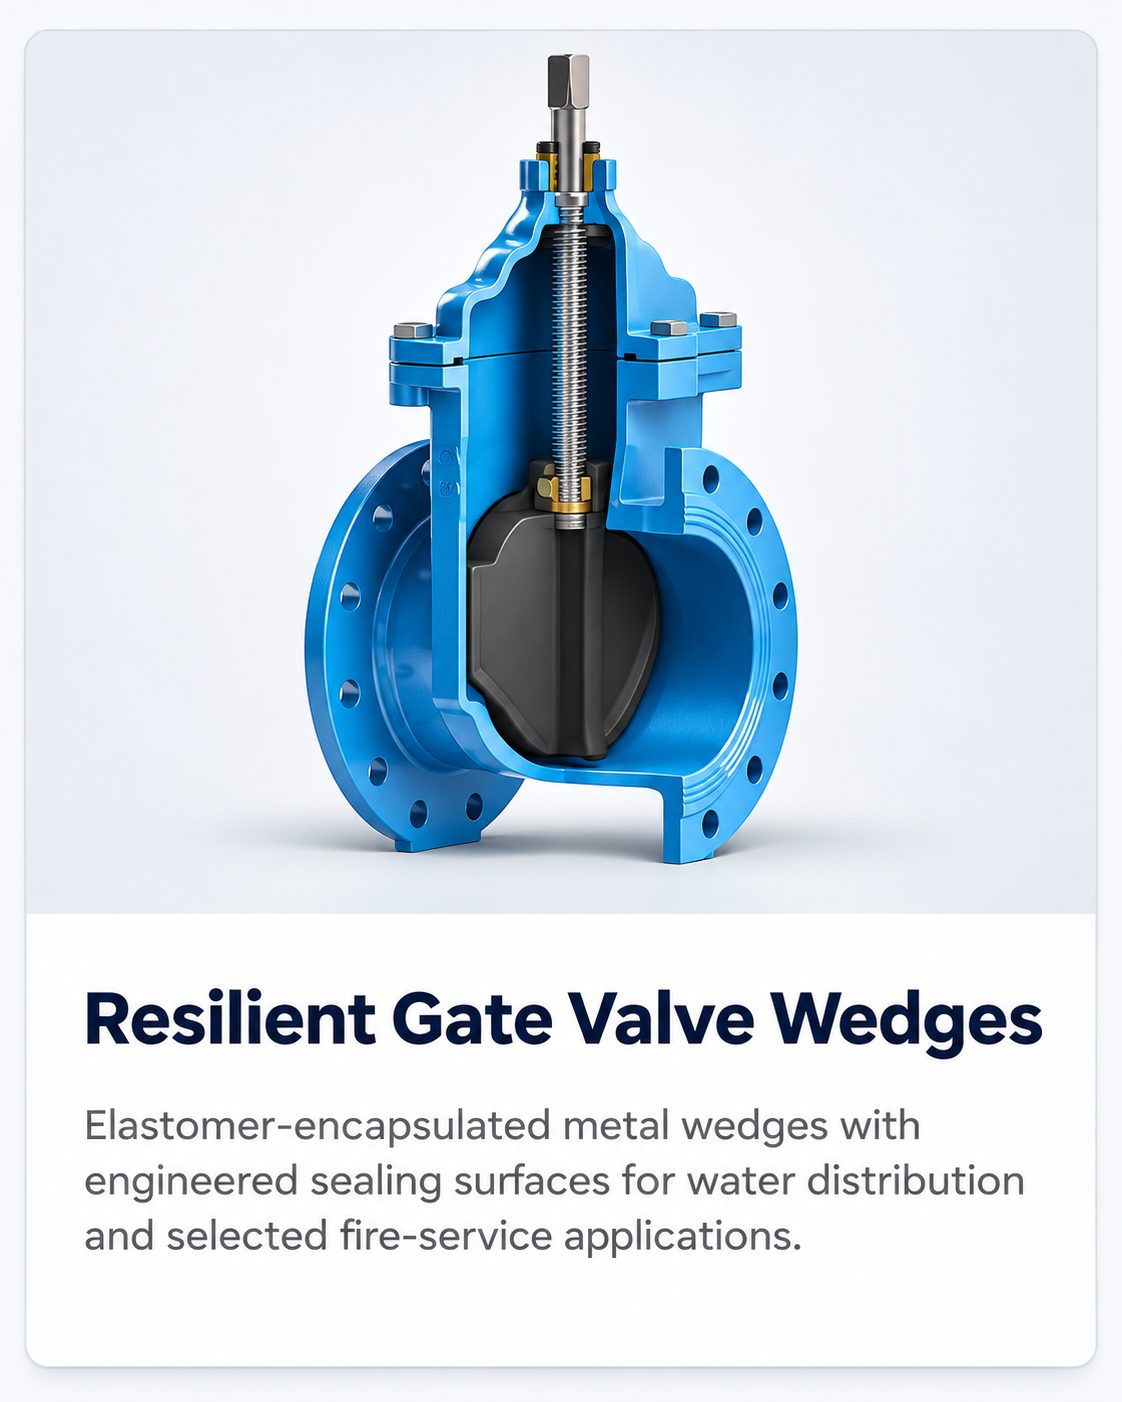 Resilient Gate Valve Wedges
Elastomer-encapsulated metal wedges with
engineered sealing surfaces for water distribution
and selected fire-service applications.